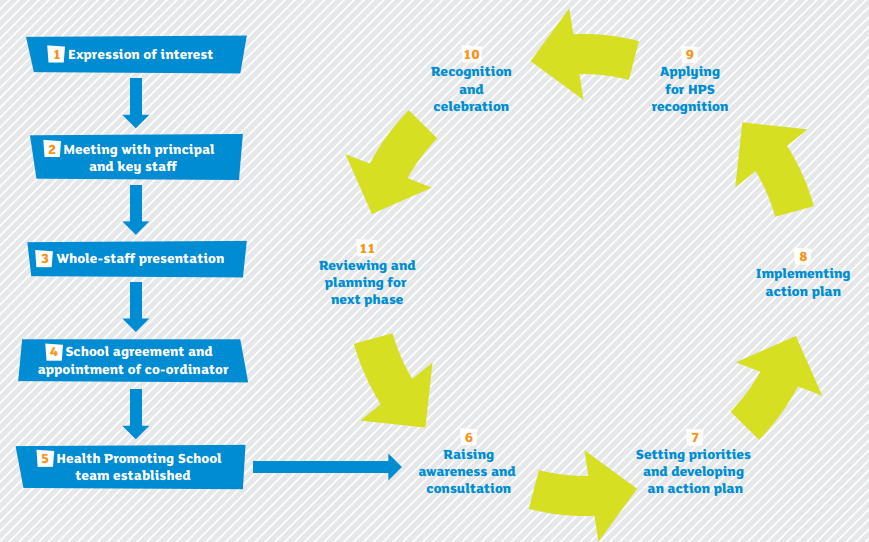 1 Expression of interest
2 Meeting with principal
and key staff
3 Whole-staff presentation
4 School agreement and
appointment of co-ordinator
5 Health Promoting School
team established
6
Raising
awareness and
consultation
7
Setting priorities
and developing
an action plan
8
Implementing
action plan
9
Applying
for HPS
recognition
10
Recognition
and
celebration
11
Reviewing and
planning for
next phase